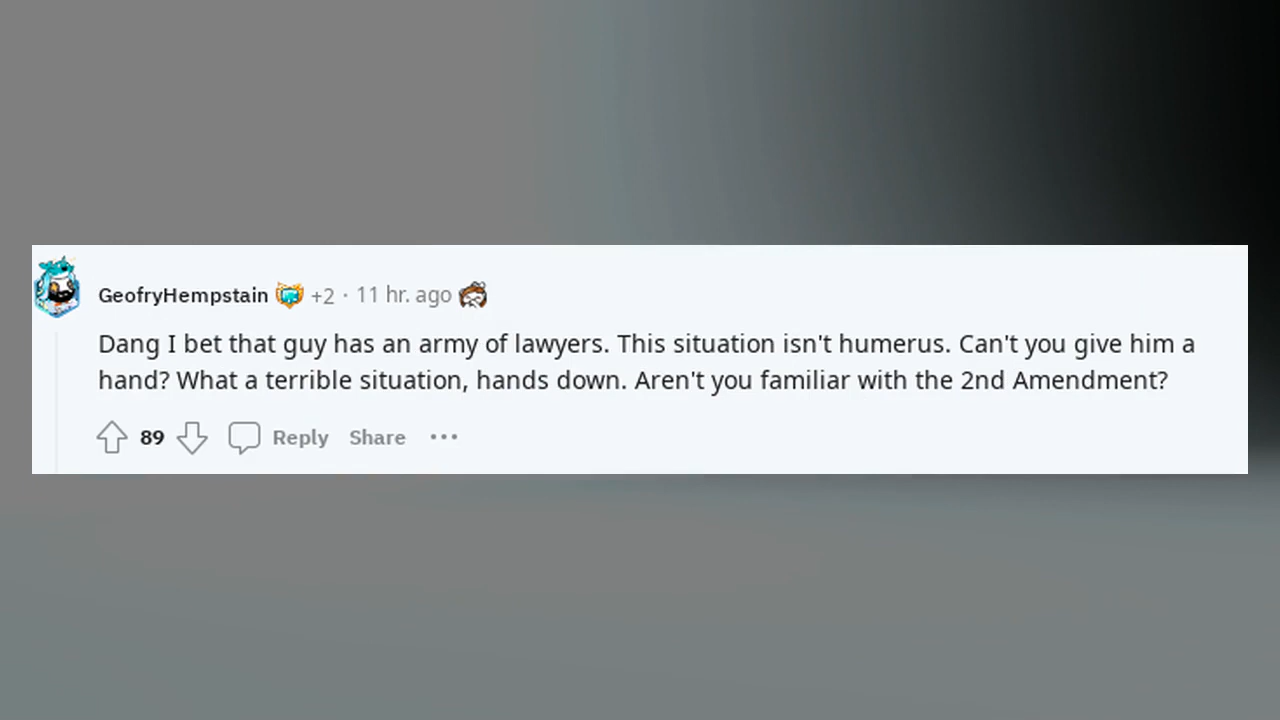 GeofryHempstain +2 · 11 hr. ago
Dang I bet that guy has an army of lawyers. This situation isn't humerus. Can't you give him a
hand? What a terrible situation, hands down. Aren't you familiar with the 2nd Amendment?
89 Reply Share ···